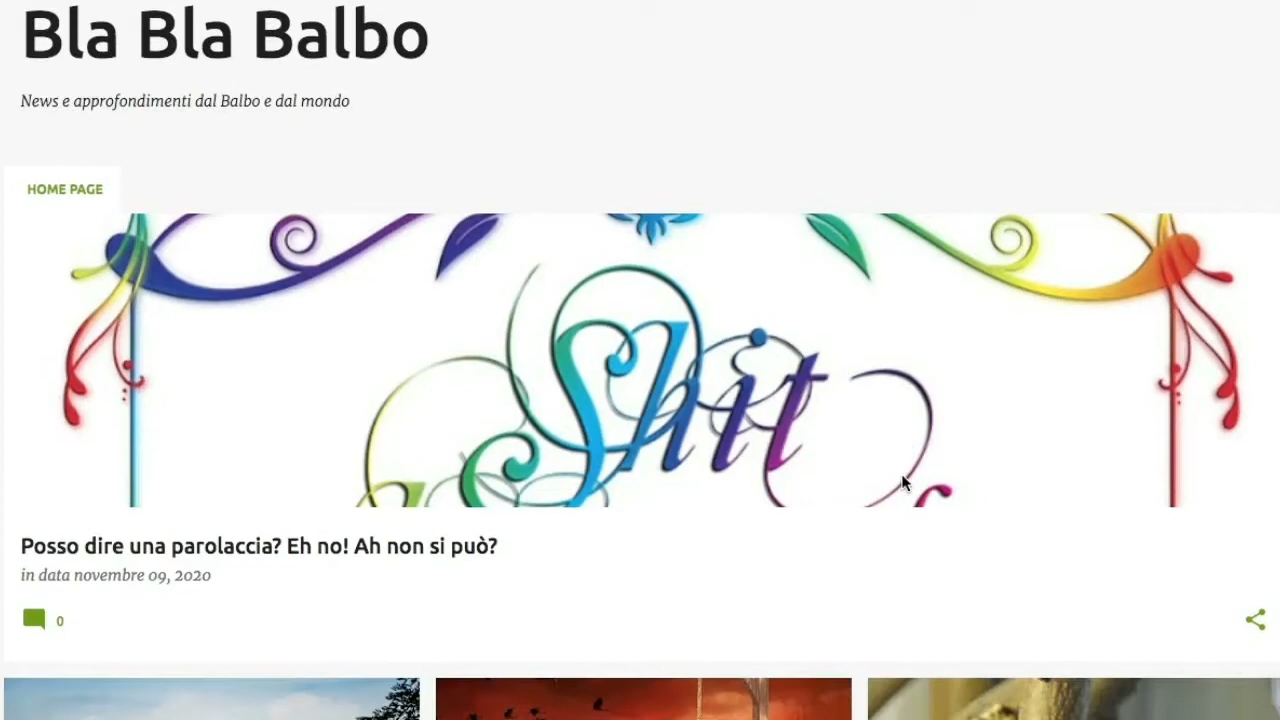 Bla Bla Balbo
News e approfondimenti dal Balbo e dal mondo
HOME PAGE
Shit
Posso dire una parolaccia? Eh no! Ah non si può?
in data novembre 09, 2020
0